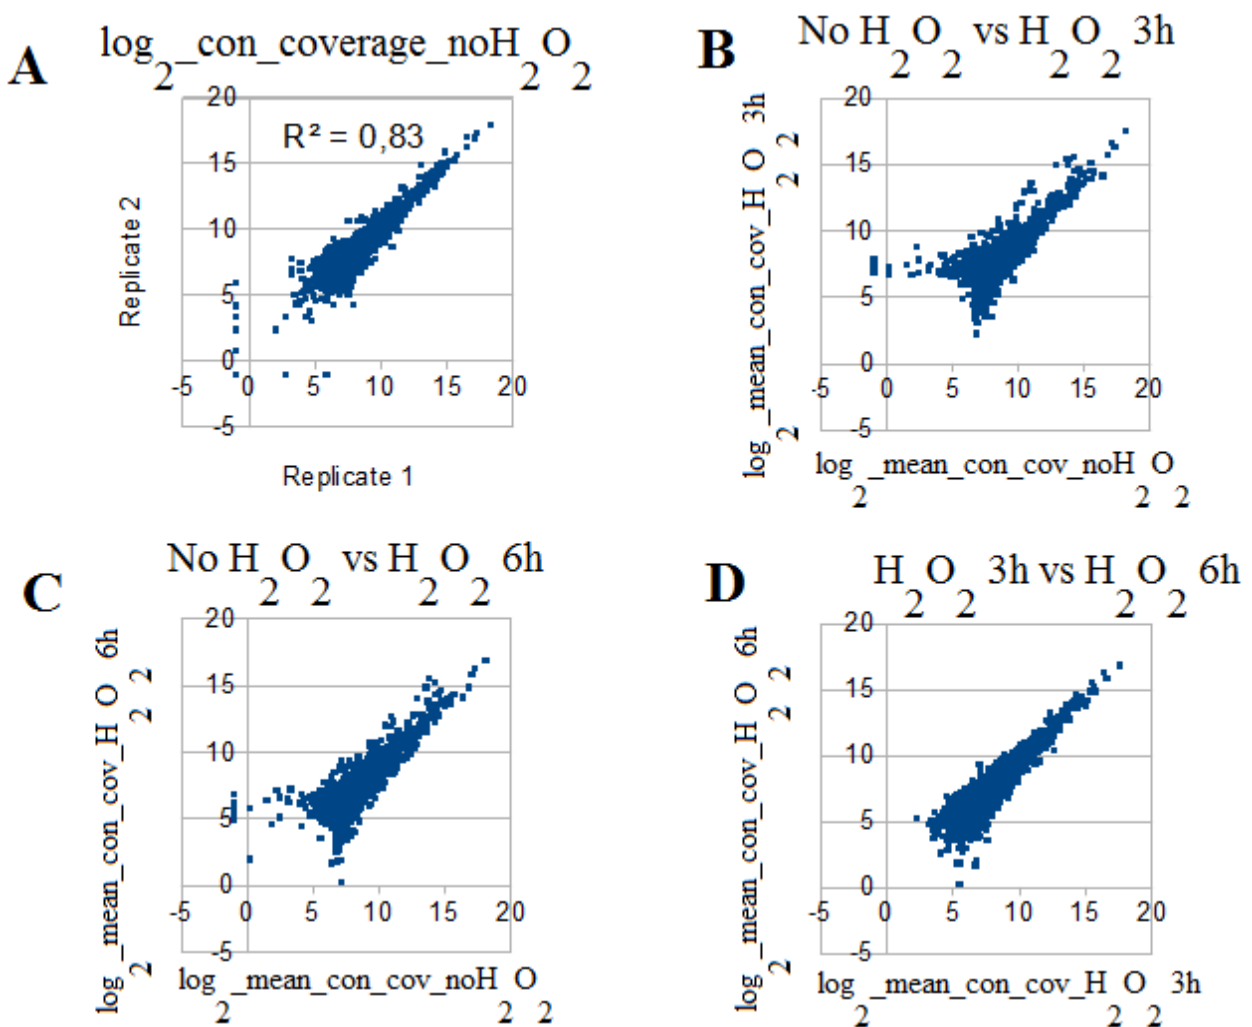 A
log₂_con_coverage_noH₂O₂
20
15
10
5
0
-5
-5 0 5 10 15 20
R² = 0,83
Replicate 2
Replicate 1
B
No H₂O₂ vs H₂O₂ 3h
20
15
10
5
0
-5
-5 0 5 10 15 20
log₂_mean_con_cov_H₂O₂ 3h
log₂_mean_con_cov_noH₂O₂
C
No H₂O₂ vs H₂O₂ 6h
20
15
10
5
0
-5
-5 0 5 10 15 20
log₂_mean_con_cov_H₂O₂ 6h
log₂_mean_con_cov_noH₂O₂
D
H₂O₂ 3h vs H₂O₂ 6h
20
15
10
5
0
-5
-5 0 5 10 15 20
log₂_mean_con_cov_H₂O₂ 6h
log₂_mean_con_cov_H₂O₂ 3h